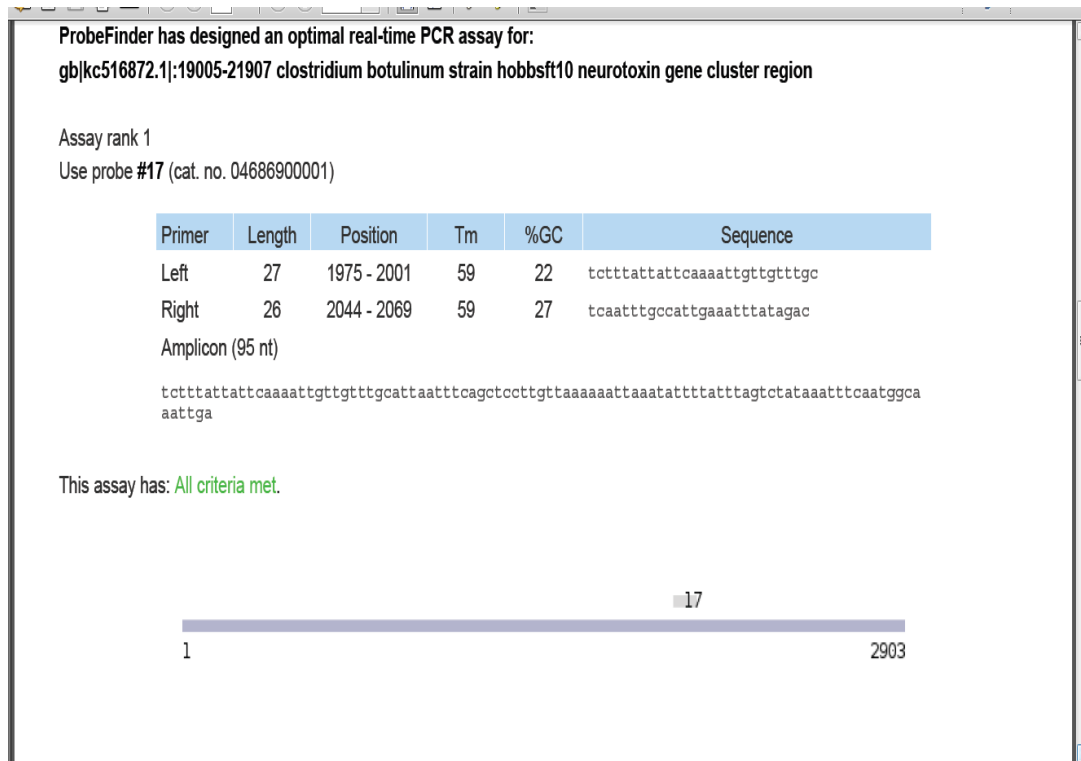 ProbeFinder has designed an optimal real-time PCR assay for:
gb|kc516872.1|:19005-21907 clostridium botulinum strain hobbsft10 neurotoxin gene cluster region
Assay rank 1
Use probe #17 (cat. no. 04686900001)
Primer Length Position Tm %GC Sequence
Left 27 1975 - 2001 59 22 tctttattattcaaaattgttgtttgc
Right 26 2044 - 2069 59 27 tcaatttgccattgaaatttatagac
Amplicon (95 nt)
tctttattattcaaaattgttgtttgcattaatttcagctccttgttaaaaaattaaatattttatttagtctataaatttcaatggca
aattga
This assay has: All criteria met.
17
1 2903